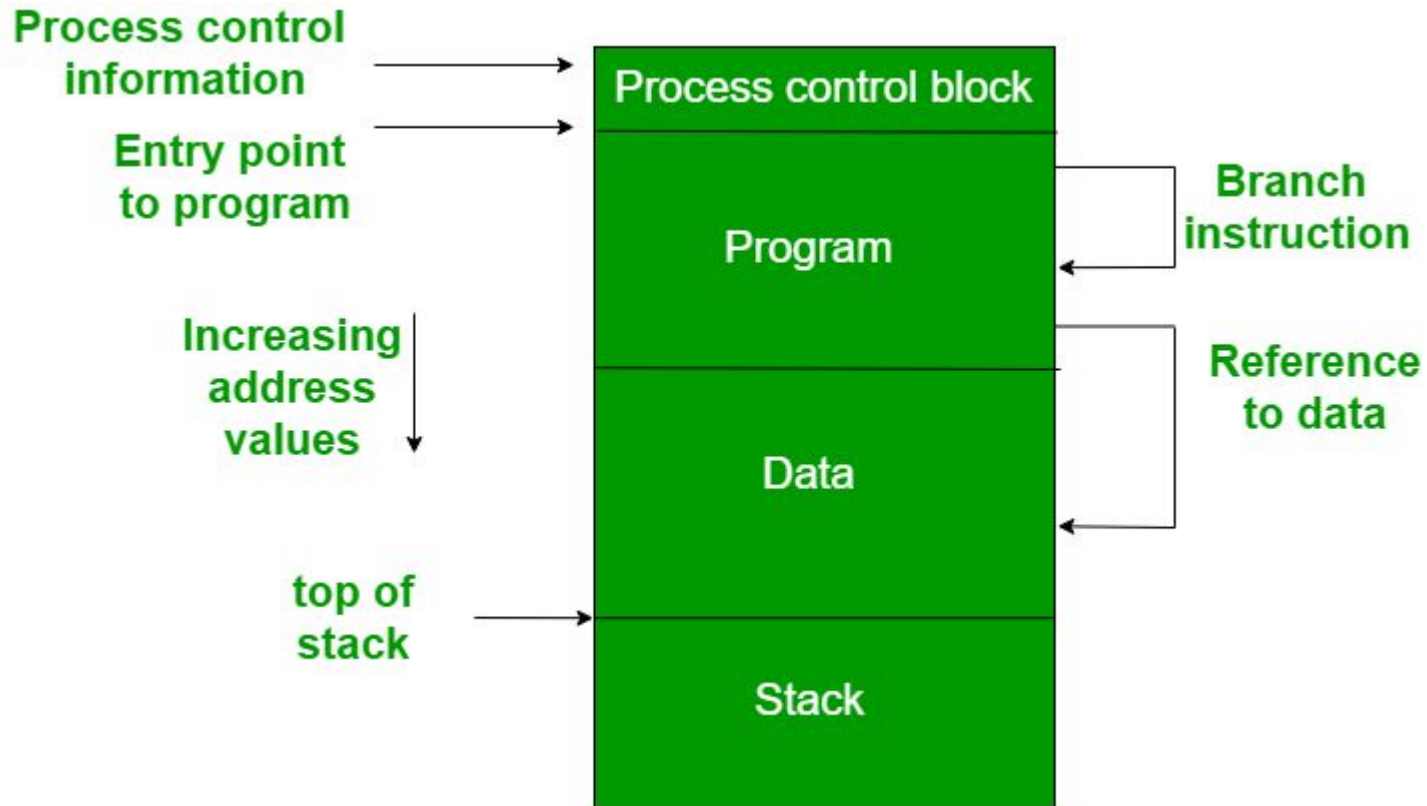 Process control
information
Process control block
Entry point
to program
Branch
instruction
Program
Increasing
address
values
Reference
to data
Data
top of
stack
Stack